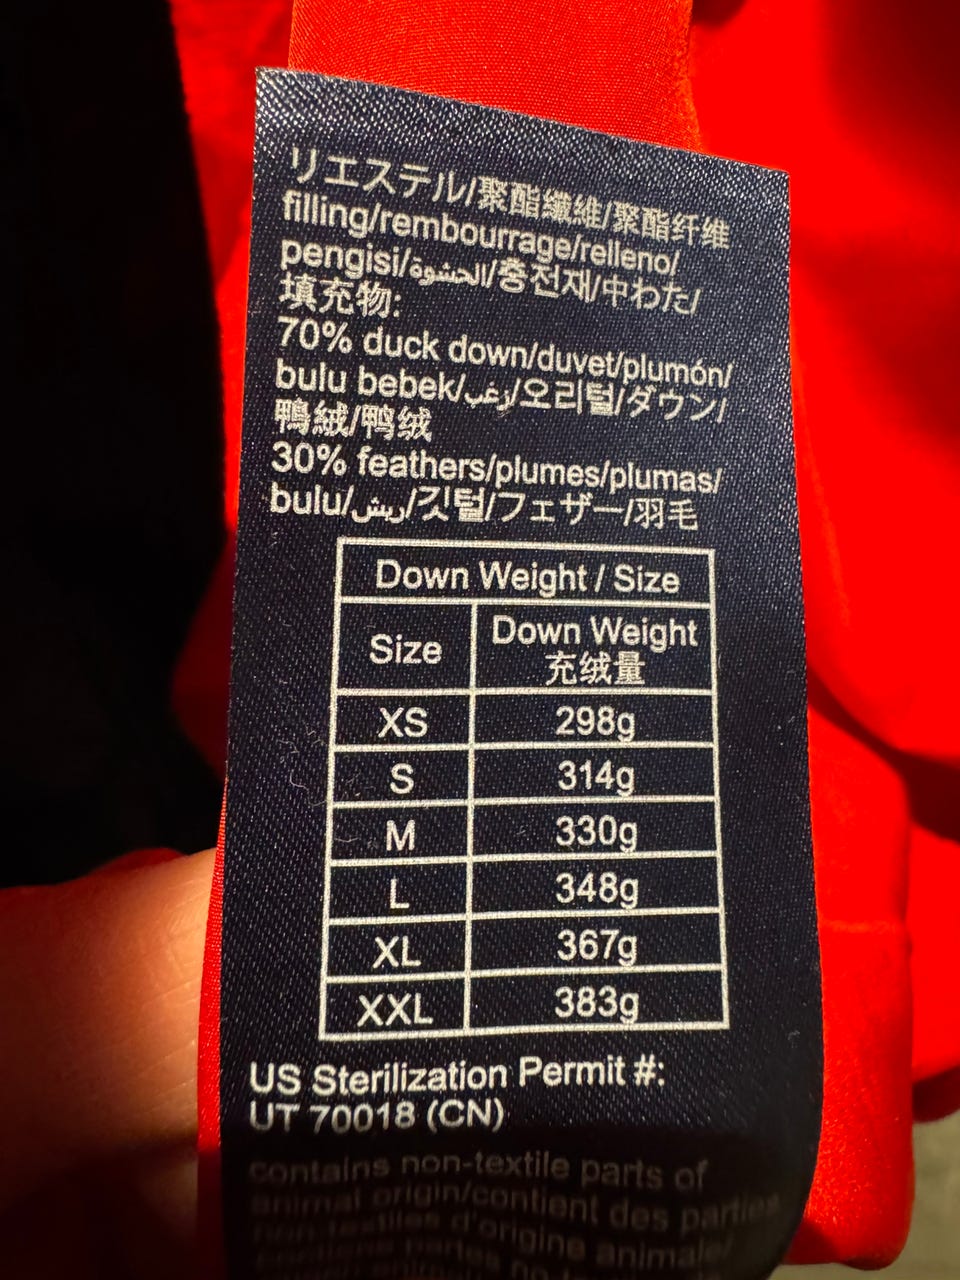 リエステル/聚酯纖維/聚酯纤维
filling/rembourrage/relleno/
pengisi/الحشوة/충전재/中わた/
填充物:
70% duck down/duvet/plumón/
bulu bebek/زغب/오리털/ダウン/
鴨絨/鸭绒
30% feathers/plumes/plumas/
bulu/ريش/깃털/フェザー/羽毛
Down Weight / Size
Size
Down Weight
充绒量
XS 298g
S 314g
M 330g
L 348g
XL 367g
XXL 383g
US Sterilization Permit #:
UT 70018 (CN)
contains non-textile parts of
animal origin/contient des parties
non textiles d'origine animale/